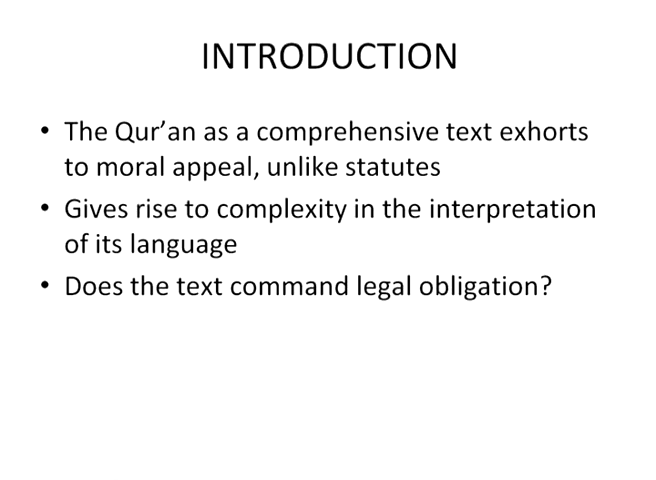 INTRODUCTION
• The Qur’an as a comprehensive text exhorts
to moral appeal, unlike statutes
• Gives rise to complexity in the interpretation
of its language
• Does the text command legal obligation?